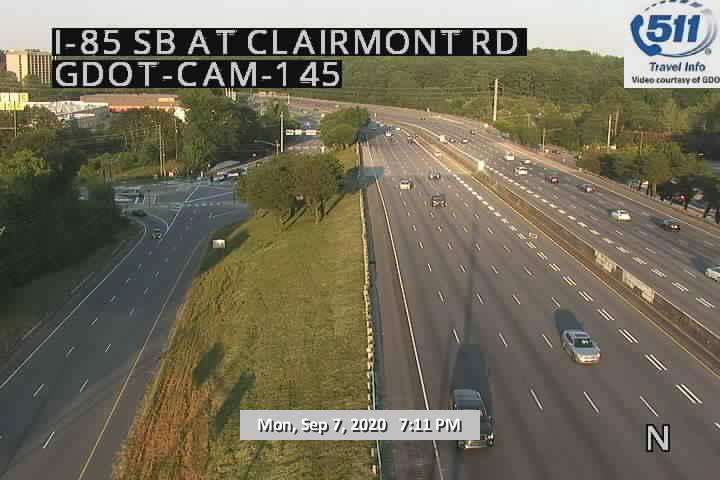 I-85 SB AT CLAIRMONT RD
GDOT-CAM-145
511
Travel Info
Video courtesy of GDO
Mon, Sep 7, 2020 7:11 PM
N